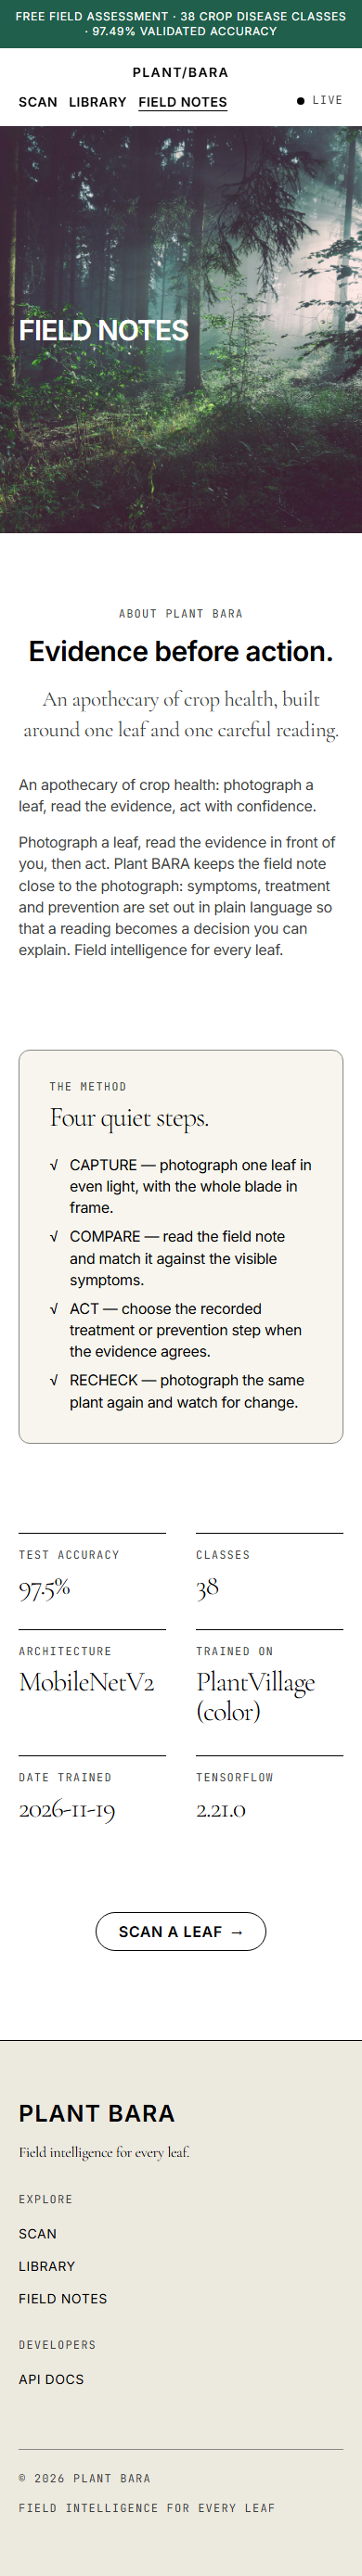 FREE FIELD ASSESSMENT · 38 CROP DISEASE CLASSES
· 97.49% VALIDATED ACCURACY
PLANT/BARA
SCAN LIBRARY FIELD NOTES ● LIVE
FIELD NOTES
ABOUT PLANT BARA
Evidence before action.
An apothecary of crop health, built
around one leaf and one careful reading.
An apothecary of crop health: photograph a
leaf, read the evidence, act with confidence.
Photograph a leaf, read the evidence in front of
you, then act. Plant BARA keeps the field note
close to the photograph: symptoms, treatment
and prevention are set out in plain language so
that a reading becomes a decision you can
explain. Field intelligence for every leaf.
THE METHOD
Four quiet steps.
√ CAPTURE — photograph one leaf in
even light, with the whole blade in
frame.
√ COMPARE — read the field note
and match it against the visible
symptoms.
√ ACT — choose the recorded
treatment or prevention step when
the evidence agrees.
√ RECHECK — photograph the same
plant again and watch for change.
TEST ACCURACY
97.5%
CLASSES
38
ARCHITECTURE
MobileNetV2
TRAINED ON
PlantVillage
(color)
DATE TRAINED
2026-11-19
TENSORFLOW
2.21.0
SCAN A LEAF →
PLANT BARA
Field intelligence for every leaf.
EXPLORE
SCAN
LIBRARY
FIELD NOTES
DEVELOPERS
API DOCS
© 2026 PLANT BARA
FIELD INTELLIGENCE FOR EVERY LEAF